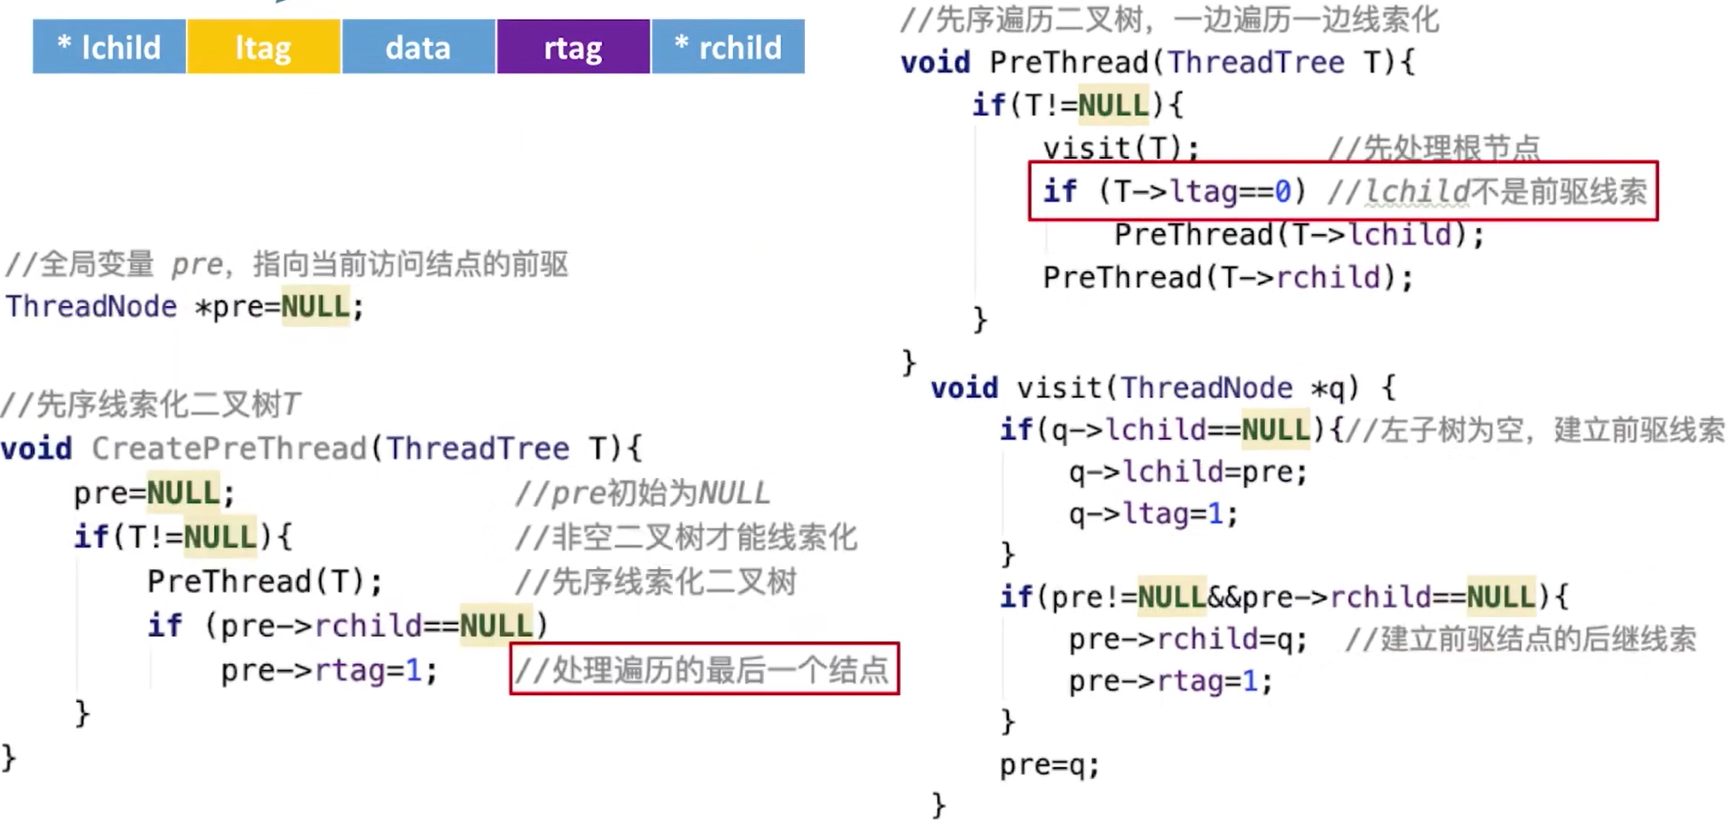 * lchild ltag data rtag * rchild
//全局变量 pre，指向当前访问结点的前驱
ThreadNode *pre=NULL;
//先序线索化二叉树T
void CreatePreThread(ThreadTree T){
pre=NULL; //pre初始为NULL
if(T!=NULL){ //非空二叉树才能线索化
PreThread(T); //先序线索化二叉树
if (pre->rchild==NULL)
pre->rtag=1; //处理遍历的最后一个结点
}
}
//先序遍历二叉树，一边遍历一边线索化
void PreThread(ThreadTree T){
if(T!=NULL){
visit(T); //先处理根节点
if (T->ltag==0) //lchild不是前驱线索
PreThread(T->lchild);
PreThread(T->rchild);
}
}
void visit(ThreadNode *q) {
if(q->lchild==NULL){//左子树为空，建立前驱线索
q->lchild=pre;
q->ltag=1;
}
if(pre!=NULL&&pre->rchild==NULL){
pre->rchild=q; //建立前驱结点的后继线索
pre->rtag=1;
}
pre=q;
}